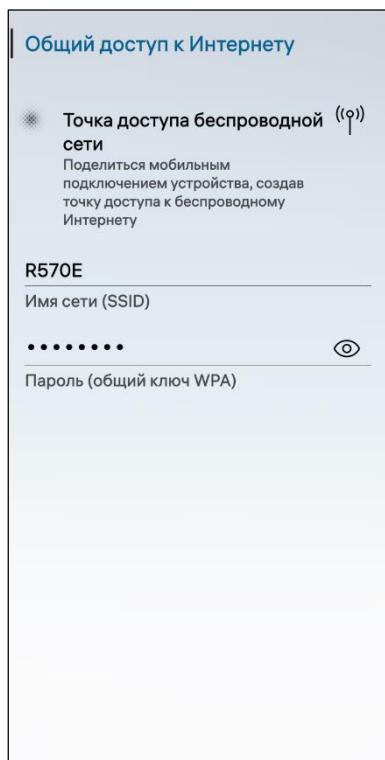 Общий доступ к Интернету
Точка доступа беспроводной
сети
Поделиться мобильным
подключением устройства, создав
точку доступа к беспроводному
Интернету
R570E
Имя сети (SSID)
••••••••
Пароль (общий ключ WPA)